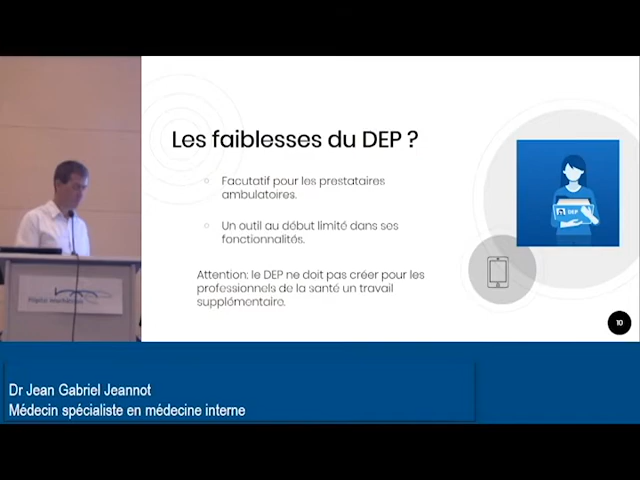 Les faiblesses du DEP ?
Facutatif pour les prestataires
ambulatoires.
Un outil au début limité dans ses
fonctionnalités.
Attention: le DEP ne doit pas créer pour les
professionnels de la santé un travail
supplémentaire.
DEP
10
Dr Jean Gabriel Jeannot
Médecin spécialiste en médecine interne